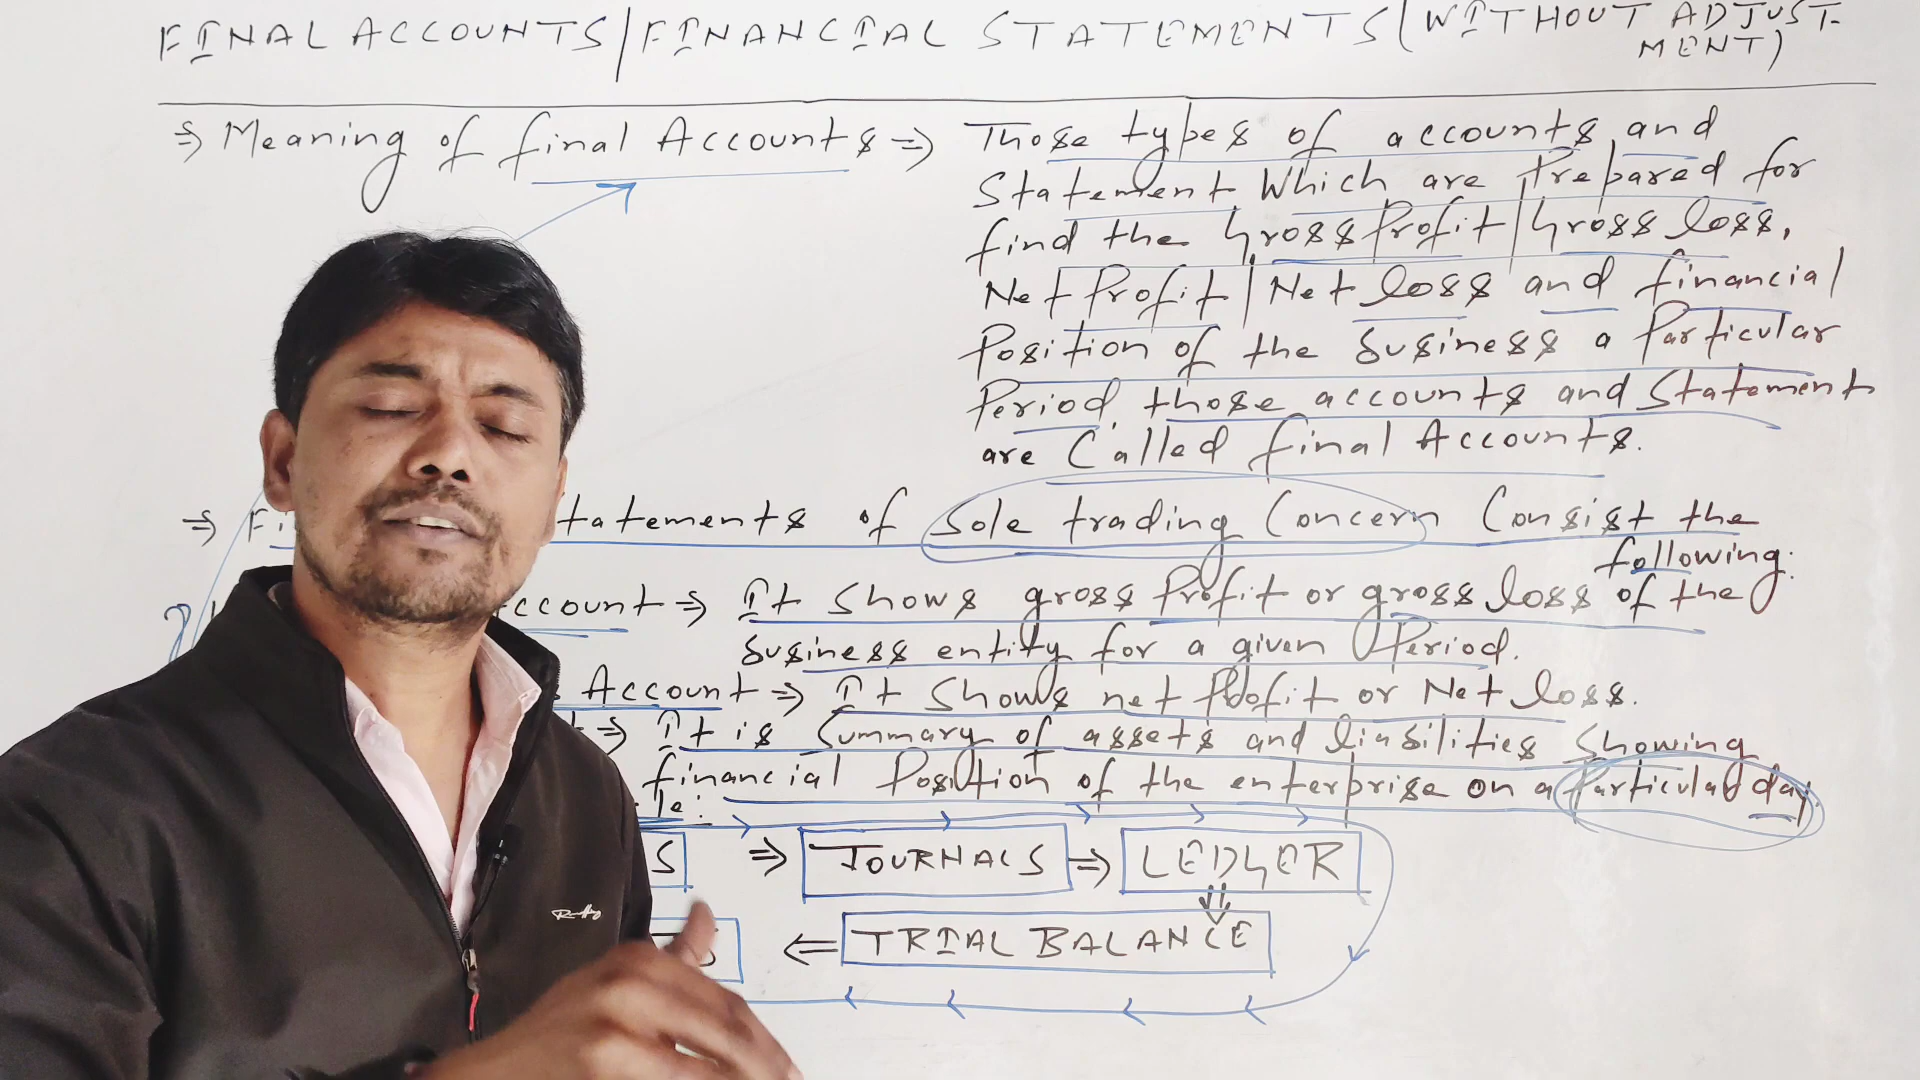 FINAL ACCOUNTS/FINANCIAL STATEMENTS (WITHOUT ADJUST-
MENT)
⇒ Meaning of final Accounts ⇒ Those types of accounts and
Statement Which are Prepared for
find the Gross Profit/Gross loss,
Net Profit/Net loss and financial
Position of the business a Particular
Period those accounts and Statement
are Called final Accounts.
⇒ Fi tatements of Sole trading Concern Consist the
following:
ccount ⇒ It Shows gross Profit or gross loss of the
business entity for a given Period.
s Account ⇒ It Shows net Profit or Net loss.
t ⇒ It is Summary of assets and liabilities Showing
financial Position of the enterprise on a Particular day.
le:
S ⇒ JOURNALS ⇒ LEDGER
TS ⇐ TRIAL BALANCE